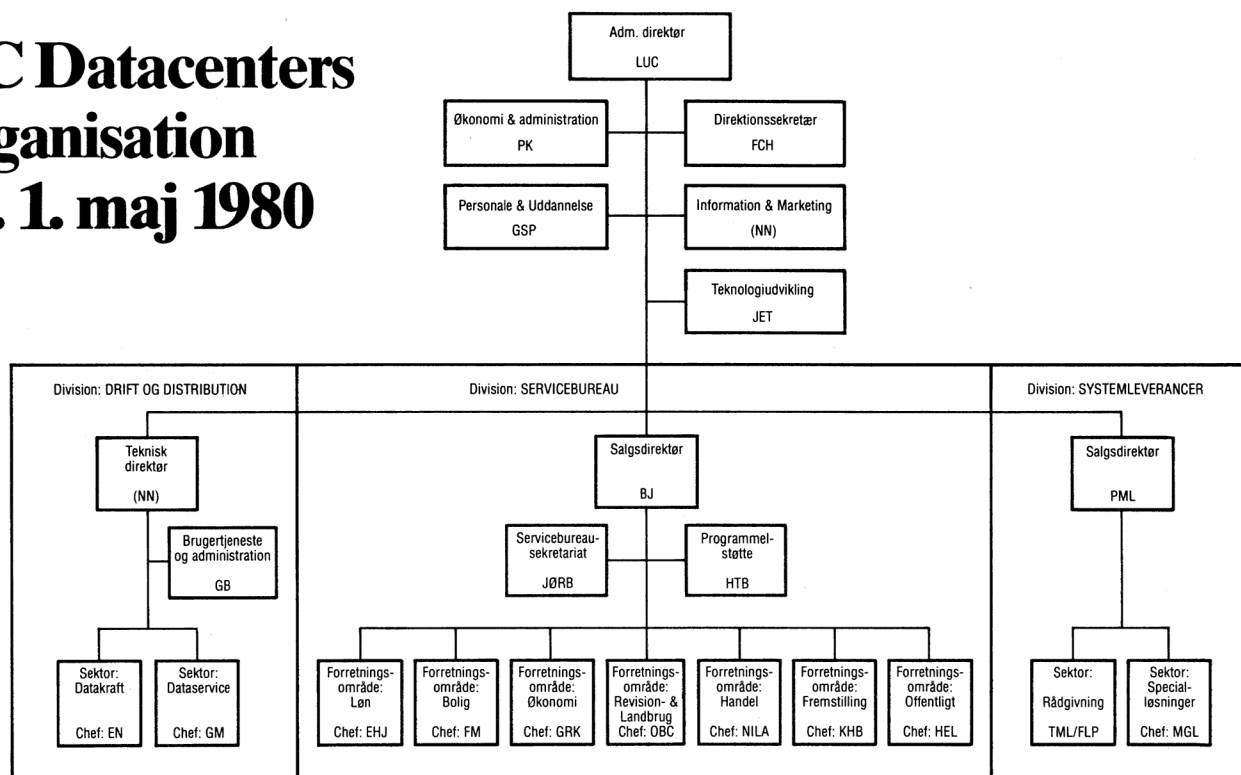 C Datacenters
ganisation
. 1. maj 1980
Adm. direktør
LUC
Økonomi & administration
PK
Direktionssekretær
FCH
Personale & Uddannelse
GSP
Information & Marketing
(NN)
Teknologiudvikling
JET
Division: DRIFT OG DISTRIBUTION
Teknisk
direktør
(NN)
Brugertjeneste
og administration
GB
Sektor:
Datakraft
Chef: EN
Sektor:
Dataservice
Chef: GM
Division: SERVICEBUREAU
Salgsdirektør
BJ
Servicebureau-
sekretariat
JØRB
Programmel-
støtte
HTB
Forretnings-
område:
Løn
Chef: EHJ
Forretnings-
område:
Bolig
Chef: FM
Forretnings-
område:
Økonomi
Chef: GRK
Forretnings-
område:
Revision- &
Landbrug
Chef: OBC
Forretnings-
område:
Handel
Chef: NILA
Forretnings-
område:
Fremstilling
Chef: KHB
Forretnings-
område:
Offentligt
Chef: HEL
Division: SYSTEMLEVERANCER
Salgsdirektør
PML
Sektor:
Rådgivning
TML/FLP
Sektor:
Special-
løsninger
Chef: MGL